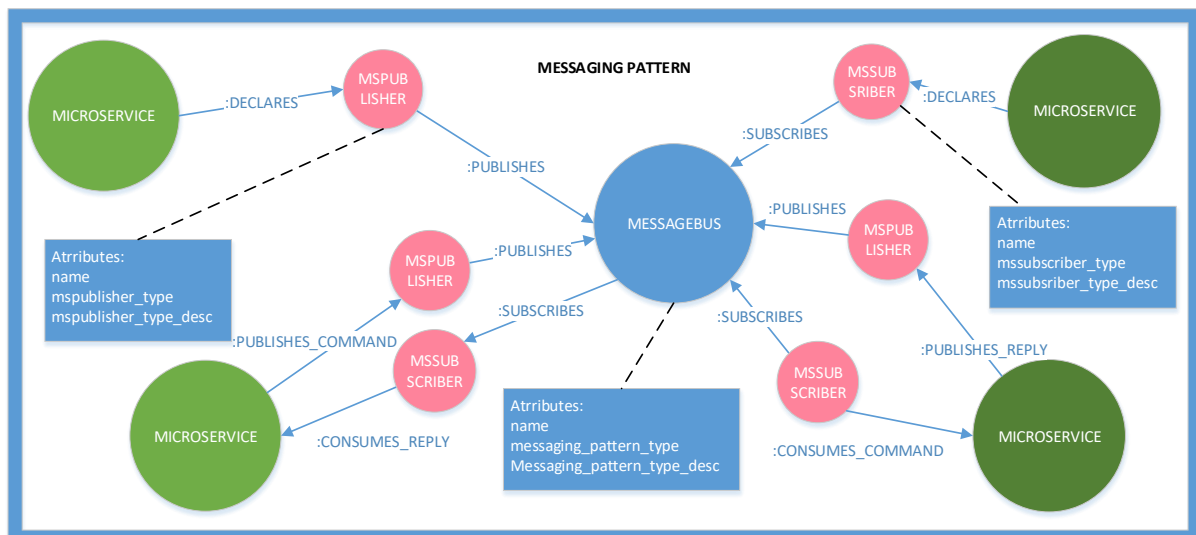 MESSAGING PATTERN
MICROSERVICE
:DECLARES
MSPUB
LISHER
:PUBLISHES
MSSUB
SRIBER
:DECLARES
MICROSERVICE
:SUBSCRIBES
MESSAGEBUS
Atrributes:
name
mspublisher_type
mspublisher_type_desc
MSPUB
LISHER
:PUBLISHES
:SUBSCRIBES
:PUBLISHES_COMMAND
MSSUB
SCRIBER
MICROSERVICE
:CONSUMES_REPLY
Atrributes:
name
messaging_pattern_type
Messaging_pattern_type_desc
:PUBLISHES
MSPUB
LISHER
Atrributes:
name
mssubscriber_type
mssubsriber_type_desc
:SUBSCRIBES
:PUBLISHES_REPLY
MSSUB
SCRIBER
:CONSUMES_COMMAND
MICROSERVICE